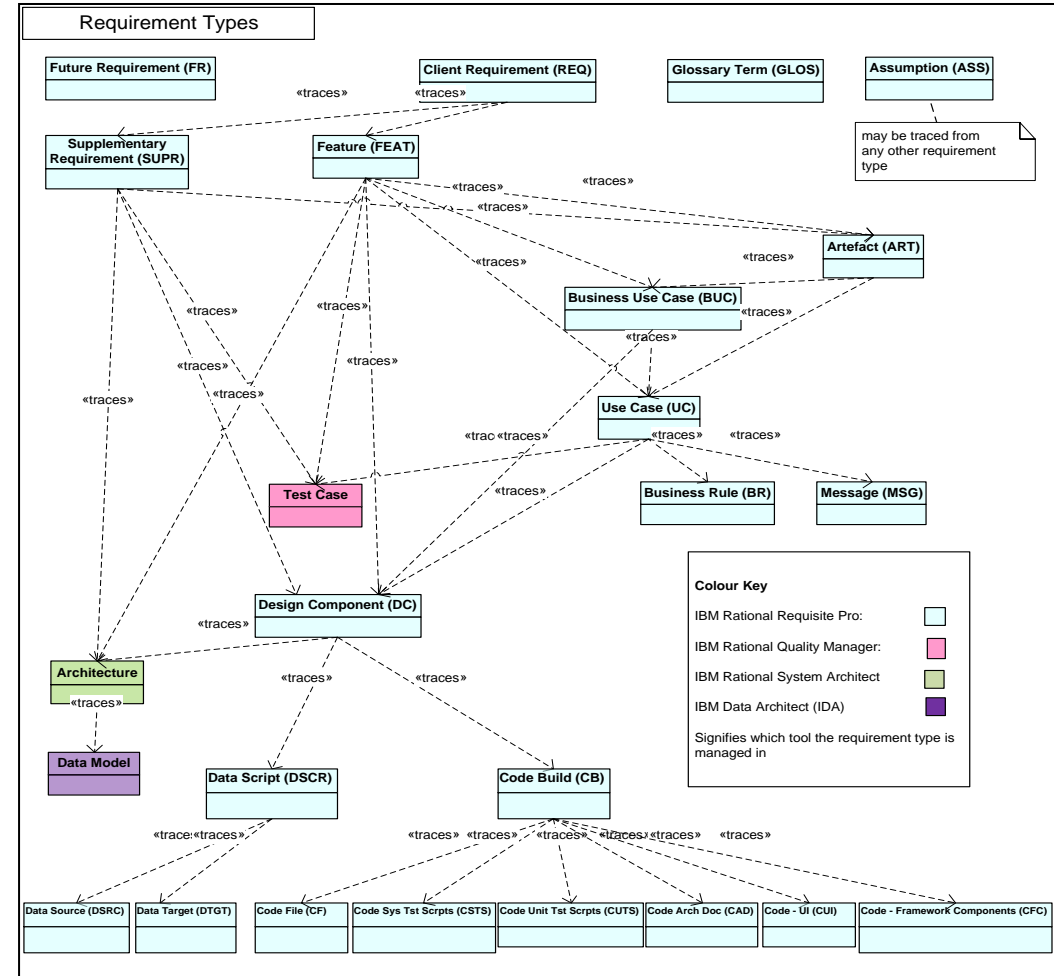 Requirement Types
Future Requirement (FR)
Client Requirement (REQ)
Glossary Term (GLOS)
Assumption (ASS)
«traces»
«traces»
may be traced from
any other requirement
type
Supplementary
Requirement (SUPR)
Feature (FEAT)
«traces»
«traces»
«traces»
Artefact (ART)
«traces»
«traces»
Business Use Case (BUC)
«traces»
«traces»
«traces»
«traces»
«traces»
«traces»
«traces»
«traces»
Use Case (UC)
«trac
«traces»
«traces»
«traces»
Test Case
Business Rule (BR)
Message (MSG)
«traces»
Colour Key
IBM Rational Requisite Pro:
IBM Rational Quality Manager:
IBM Rational System Architect
IBM Data Architect (IDA)
Signifies which tool the requirement type is
managed in
Design Component (DC)
«traces»
Architecture
«traces»
«traces»
«traces»
Data Model
Data Script (DSCR)
Code Build (CB)
«trace
«traces»
«traces»
«traces»
«traces»
«traces»
«traces»
«traces»
Data Source (DSRC)
Data Target (DTGT)
Code File (CF)
Code Sys Tst Scrpts (CSTS)
Code Unit Tst Scrpts (CUTS)
Code Arch Doc (CAD)
Code - UI (CUI)
Code - Framework Components (CFC)